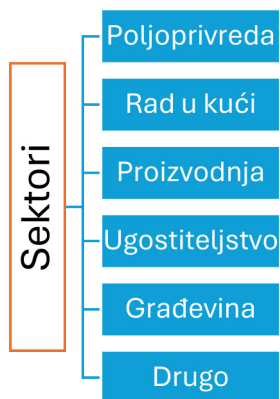 Sektori
Poljoprivreda
Rad u kući
Proizvodnja
Ugostiteljstvo
Građevina
Drugo